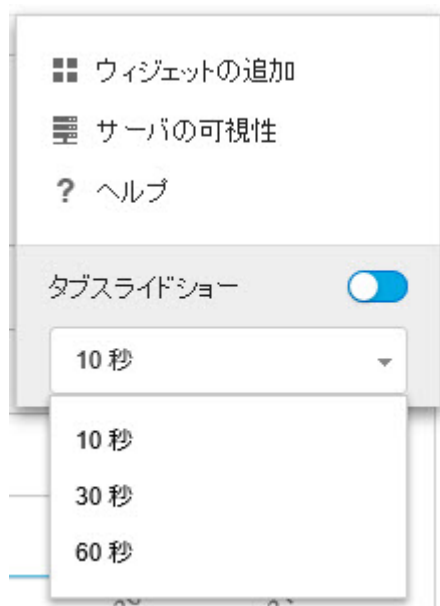 ウィジェットの追加
サーバの可視性
? ヘルプ
タブスライドショー
10 秒
10 秒
30 秒
60 秒